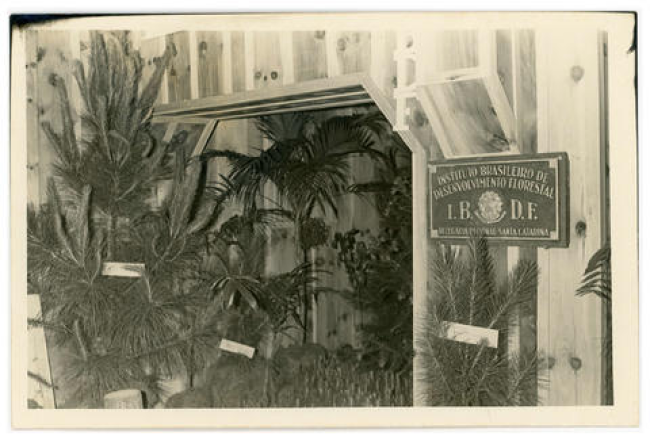 INSTITUTO BRASILEIRO DE
DESENVOLVIMENTO FLORESTAL
I.B. D.F.
DELEGACIA ESTADUAL SANTA CATARINA